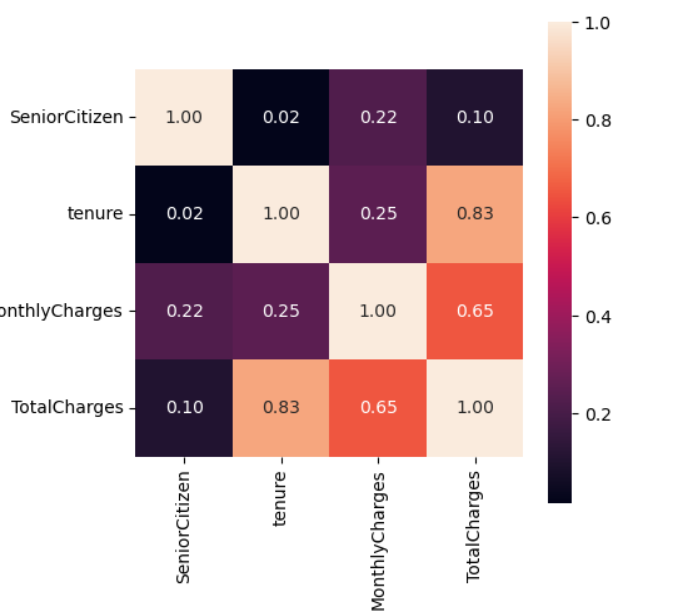 1.0
SeniorCitizen 1.00 0.02 0.22 0.10
0.8
tenure 0.02 1.00 0.25 0.83
0.6
onthlyCharges 0.22 0.25 1.00 0.65
0.4
TotalCharges 0.10 0.83 0.65 1.00
0.2
SeniorCitizen
tenure
MonthlyCharges
TotalCharges